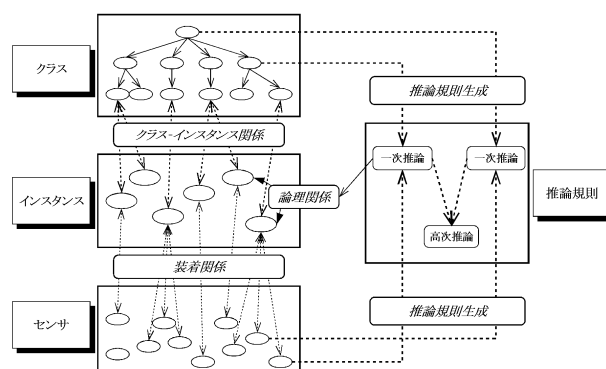 クラス
推論規則生成
クラス-インスタンス関係
一次推論
一次推論
インスタンス
論理関係
推論規則
高次推論
装着関係
推論規則生成
センサ